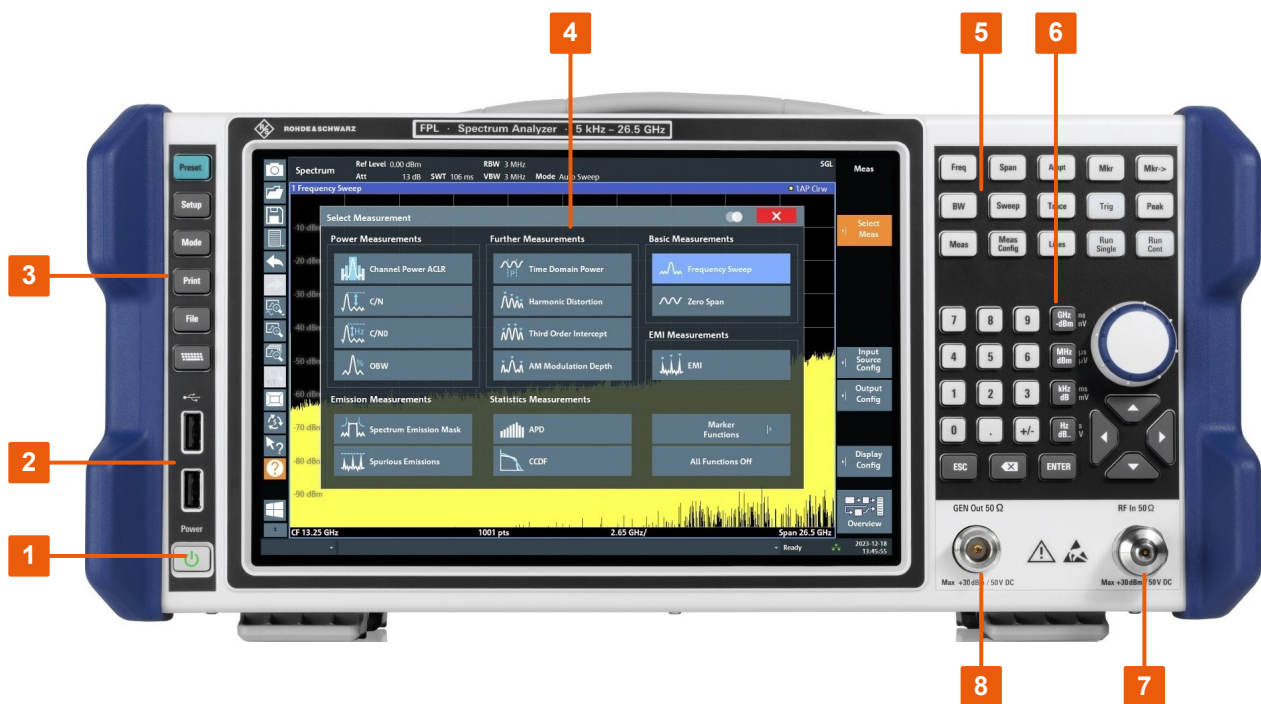 4
5
6
ROHDE&SCHWARZ
FPL · Spectrum Analyzer · 5 kHz – 26.5 GHz
Preset
Setup
Mode
3
Print
File
2
Power
1
Spectrum
Ref Level 0.00 dBm RBW 3 MHz
SGL
Att 13 dB SWT 106 ms VBW 3 MHz Mode Auto Sweep
1 Frequency Sweep
1AP Clrw
Select Measurement
Power Measurements
Channel Power ACLR
C/N
C/N0
OBW
Further Measurements
Time Domain Power
Harmonic Distortion
Third Order Intercept
AM Modulation Depth
Basic Measurements
Frequency Sweep
Zero Span
EMI Measurements
EMI
Emission Measurements
Spectrum Emission Mask
Spurious Emissions
Statistics Measurements
APD
CCDF
Marker
Functions
All Functions Off
-10 dBm
-20 dBm
-30 dBm
-40 dBm
-50 dBm
-60 dBm
-70 dBm
-80 dBm
-90 dBm
CF 13.25 GHz
1001 pts
2.65 GHz/
Span 26.5 GHz
Ready
2023-12-18
13:45:55
Meas
Select
Meas
Input
Source
Config
Output
Config
Display
Config
Overview
Freq
Span
Ampt
Mkr
Mkr->
BW
Sweep
Trace
Trig
Peak
Meas
Meas
Config
Lines
Run
Single
Run
Cont
7 8 9
GHz
-dBm
ns
nV
4 5 6
MHz
dBm
µs
µV
1 2 3
kHz
dB
ms
mV
0 . +/-
Hz
dB..
s
V
ESC
ENTER
GEN Out 50 Ω
RF In 50 Ω
Max +30 dBm / 50V DC
Max +30 dBm / 50V DC
8
7